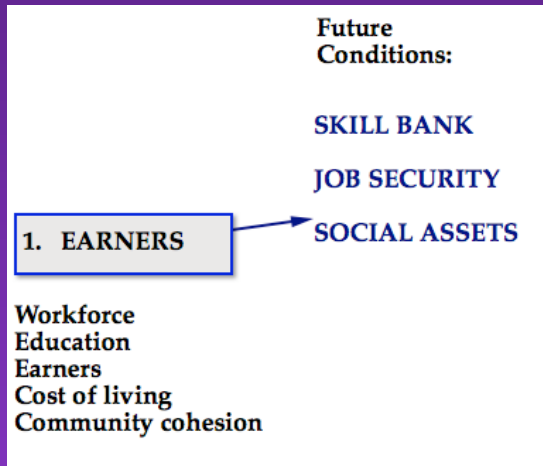 Future
Conditions:
SKILL BANK
JOB SECURITY
SOCIAL ASSETS
1. EARNERS
Workforce
Education
Earners
Cost of living
Community cohesion